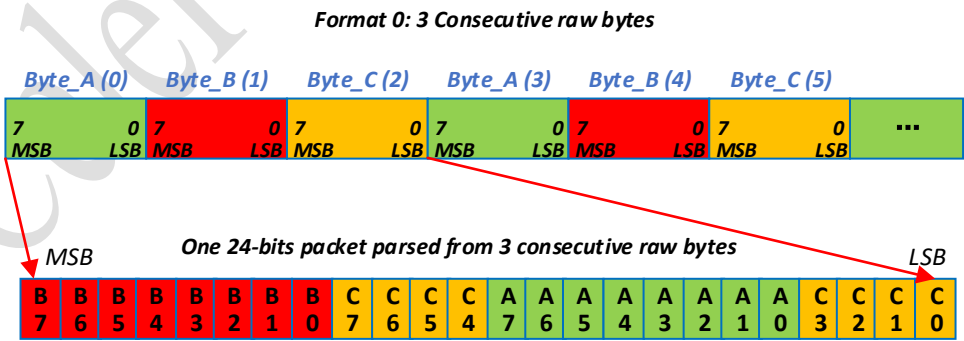 Format 0: 3 Consecutive raw bytes
Byte_A (0) Byte_B (1) Byte_C (2) Byte_A (3) Byte_B (4) Byte_C (5)
7 0 7 0 7 0 7 0 7 0 7 0 ...
MSB LSB MSB LSB MSB LSB MSB LSB MSB LSB MSB LSB
MSB One 24-bits packet parsed from 3 consecutive raw bytes LSB
B B B B B B B B C C C C A A A A A A A A C C C C
7 6 5 4 3 2 1 0 7 6 5 4 7 6 5 4 3 2 1 0 3 2 1 0